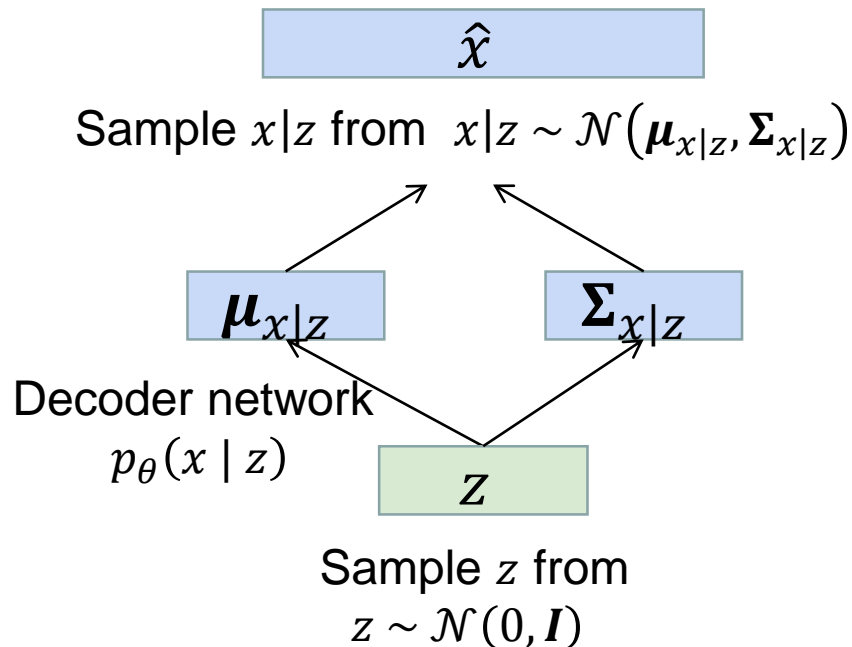 x̂
Sample x|z from x|z ~ 𝒩(μ_{x|z}, Σ_{x|z})
μ_{x|z} Σ_{x|z}
Decoder network
p_θ(x | z)
z
Sample z from
z ~ 𝒩(0, I)